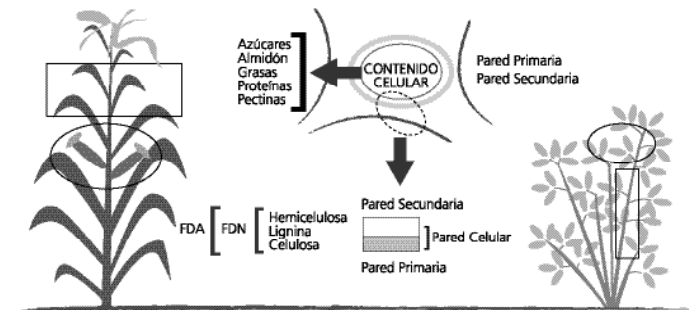 Azúcares
Almidón
Grasas
Proteínas
Pectinas
CONTENIDO
CELULAR
Pared Primaria
Pared Secundaria
FDA
FDN
Hemicelulosa
Lignina
Celulosa
Pared Secundaria
Pared Celular
Pared Primaria